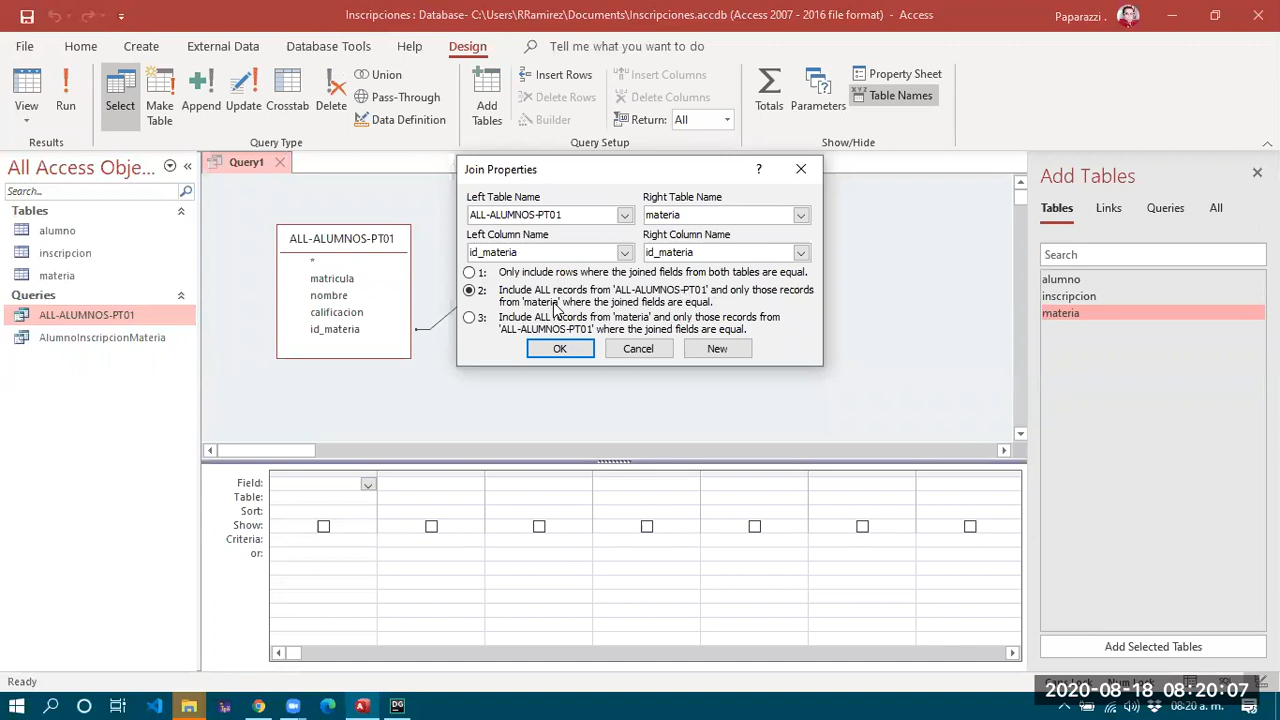 Inscripciones : Database- C:\Users\RRamirez\Documents\Inscripciones.accdb (Access 2007 - 2016 file format) - Access
Paparazzi .
File Home Create External Data Database Tools Help Design Tell me what you want to do
View
Run
Select
Make
Table
Append
Update
Crosstab
Delete
Union
Pass-Through
Data Definition
Add
Tables
Insert Rows
Delete Rows
Builder
Insert Columns
Delete Columns
Return: All
Totals
Parameters
Property Sheet
XYZ
Table Names
Results
Query Type
Query Setup
Show/Hide
All Access Obje...
Search...
Tables
alumno
inscripcion
materia
Queries
ALL-ALUMNOS-PT01
AlumnoInscripcionMateria
Query1
ALL-ALUMNOS-PT01
*
matricula
nombre
calificacion
id_materia
Join Properties
?
Left Table Name
Right Table Name
ALL-ALUMNOS-PT01
materia
Left Column Name
Right Column Name
id_materia
id_materia
1: Only include rows where the joined fields from both tables are equal.
2: Include ALL records from 'ALL-ALUMNOS-PT01' and only those records
from 'materia' where the joined fields are equal.
3: Include ALL records from 'materia' and only those records from
'ALL-ALUMNOS-PT01' where the joined fields are equal.
OK
Cancel
New
Field:
Table:
Sort:
Show:
Criteria:
or:
Add Tables
Tables Links Queries All
Search
alumno
inscripcion
materia
Add Selected Tables
Ready
Caps Lock
Num Lock
SQL
2020-08-18 08:20:07
DG
08:20 a. m.